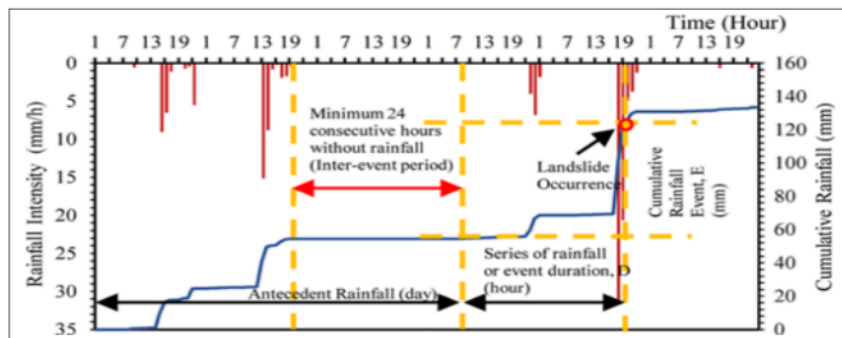 Time (Hour)
1 7 13 19 1 7 13 19 1 7 13 19 1 7 13 19 1 7 13 19 1 7 13 19
0 5 10 15 20 25 30 35
Rainfall Intensity (mm/h)
160 140 120 100 80 60 40 20 0
Cumulative Rainfall (mm)
Minimum 24
consecutive hours
without rainfall
(Inter-event period)
Landslide
Occurrence
Cumulative
Rainfall
Event, E
(mm)
Series of rainfall
or event duration, D
(hour)
Antecedent Rainfall (day)